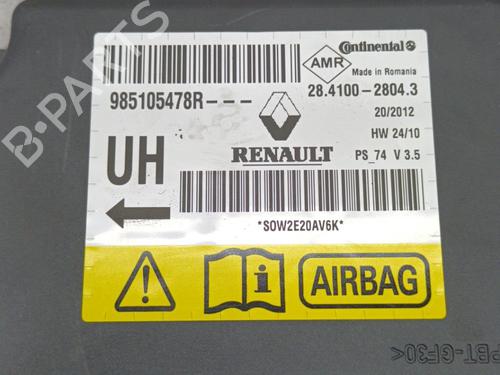 Continental
AMR
Made in Romania
985105478R---
28.4100-2804.3
20/2012
HW 24/10
UH
RENAULT
PS_74 V 3.5
*SOW2E20AV6K*
AIRBAG
PBT-GF30<
B-Parts